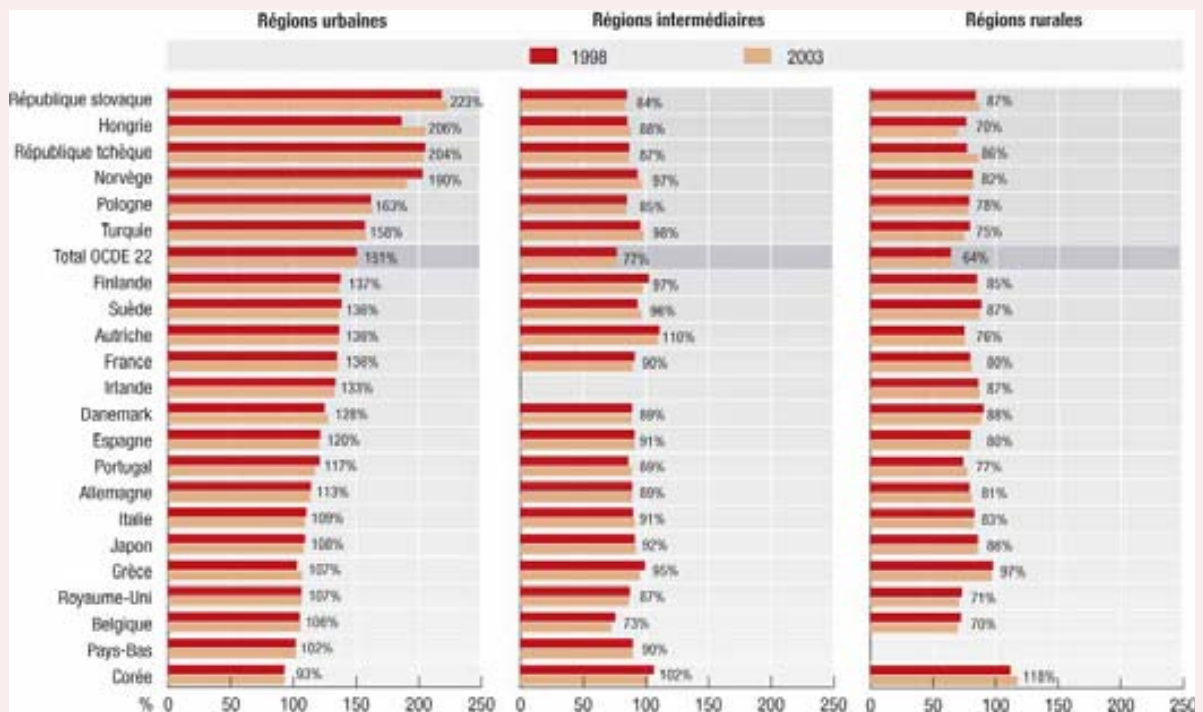 Régions urbaines Régions intermédiaires Régions rurales
1998 2003
République slovaque 223% 84% 87%
Hongrie 206% 88% 70%
République tchèque 204% 87% 86%
Norvège 190% 97% 82%
Pologne 163% 85% 78%
Turquie 158% 98% 75%
Total OCDE 22 151% 77% 64%
Finlande 137% 97% 85%
Suède 136% 96% 87%
Autriche 136% 110% 76%
France 136% 90% 80%
Irlande 133% 87%
Danemark 128% 89% 88%
Espagne 120% 91% 80%
Portugal 117% 89% 77%
Allemagne 113% 89% 81%
Italie 109% 91% 83%
Japon 108% 92% 86%
Grèce 107% 95% 97%
Royaume-Uni 107% 87% 71%
Belgique 106% 73% 70%
Pays-Bas 102% 90%
Corée 93% 102% 118%
% 0 50 100 150 200 250 0 50 100 150 200 250 0 50 100 150 200 250